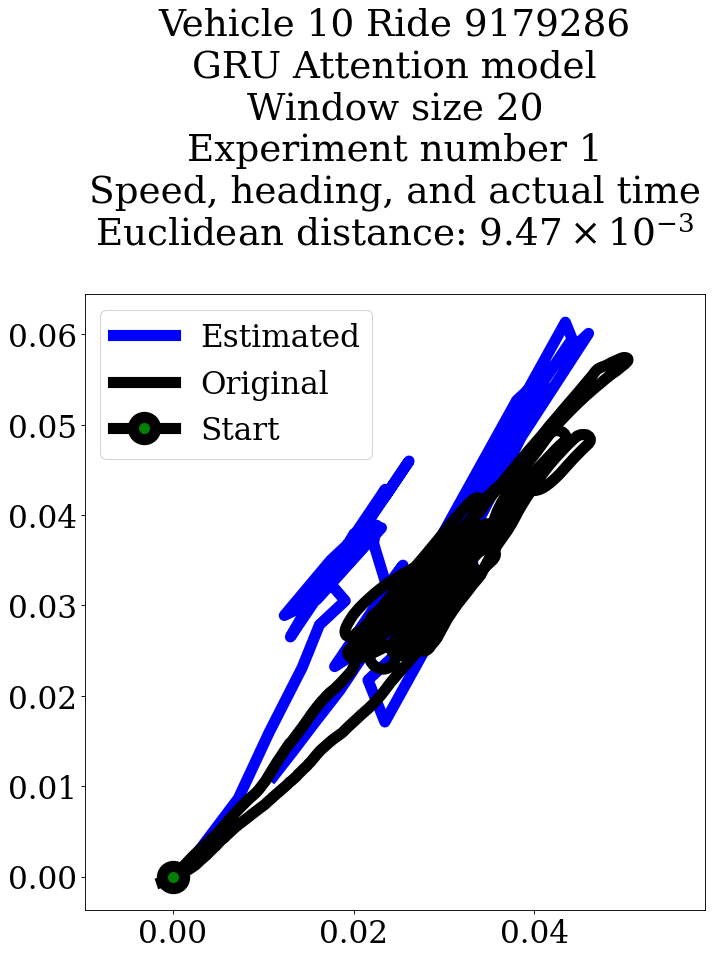 Vehicle 10 Ride 9179286
GRU Attention model
Window size 20
Experiment number 1
Speed, heading, and actual time
Euclidean distance: 9.47 × 10⁻³
Estimated
Original
Start
0.06
0.05
0.04
0.03
0.02
0.01
0.00
0.00 0.02 0.04